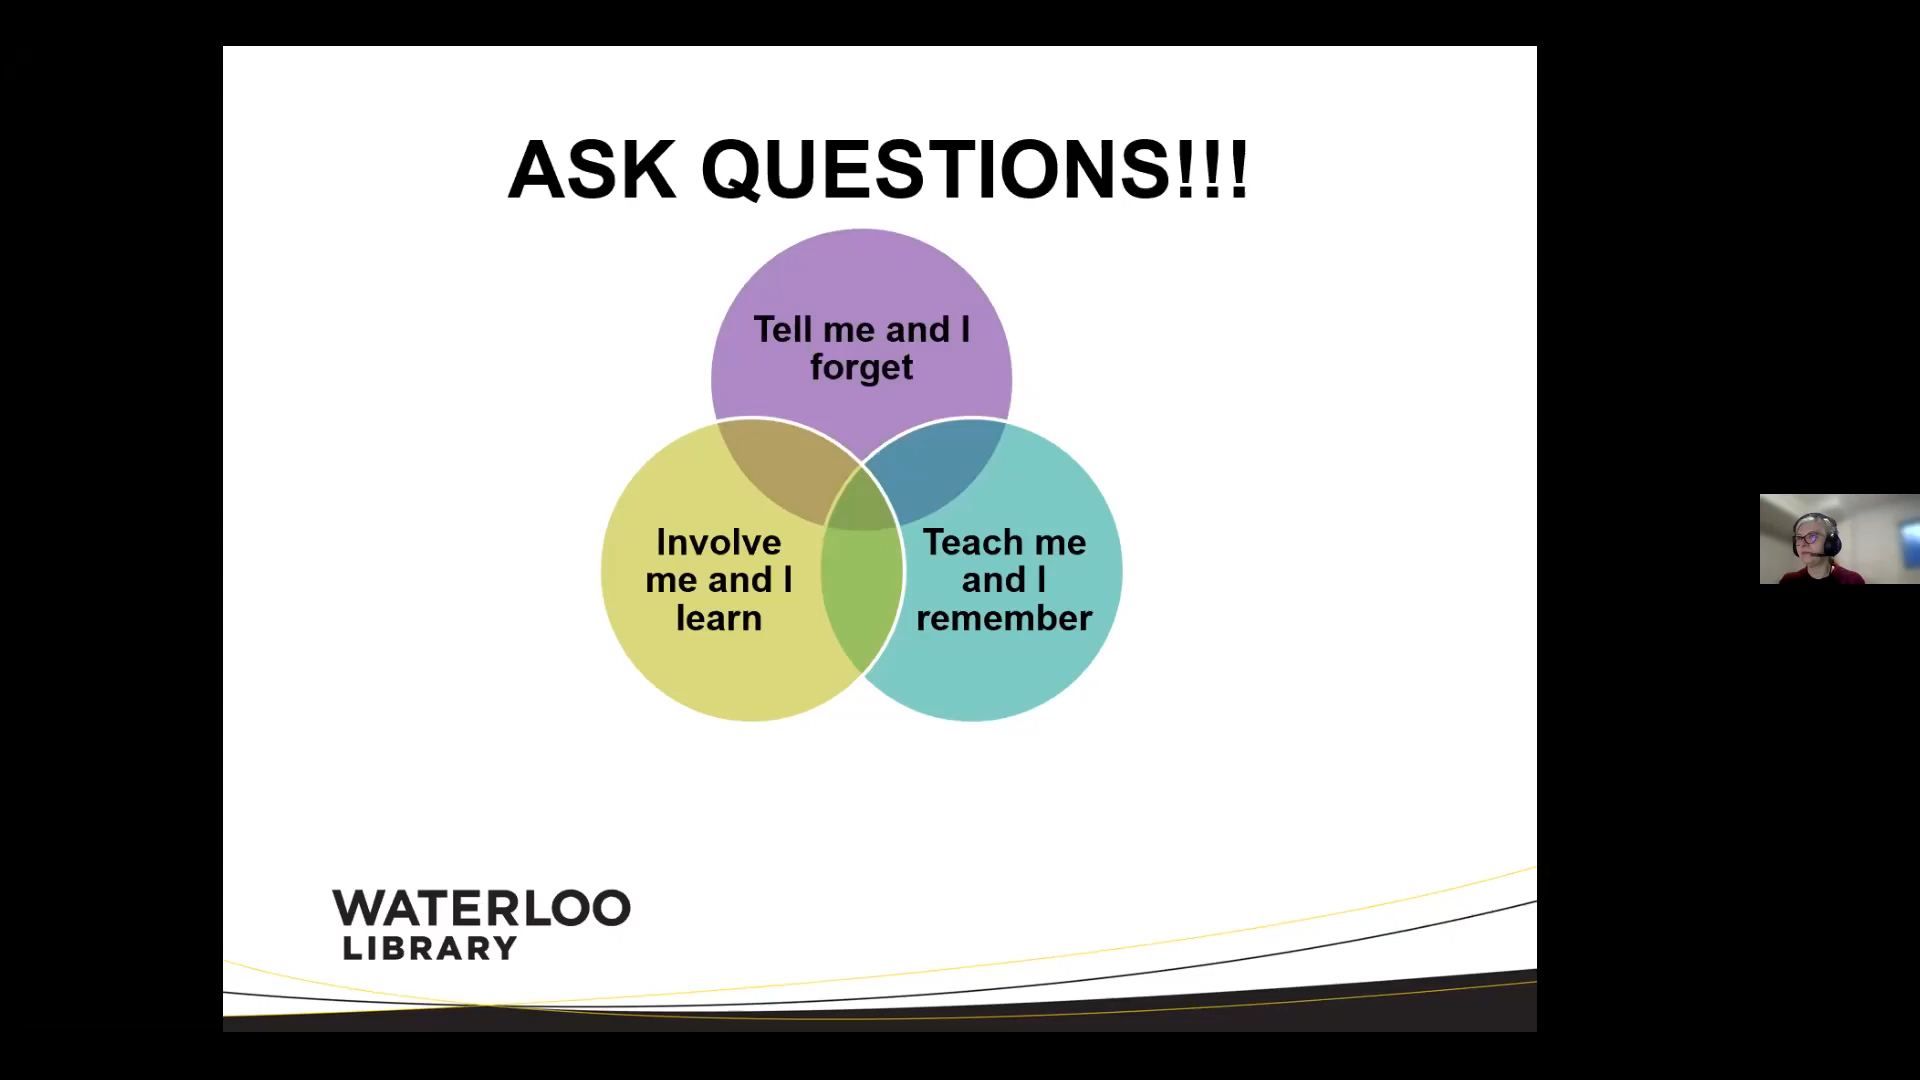 ASK QUESTIONS!!!
Tell me and I
forget
Involve
me and I
learn
Teach me
and I
remember
WATERLOO
LIBRARY